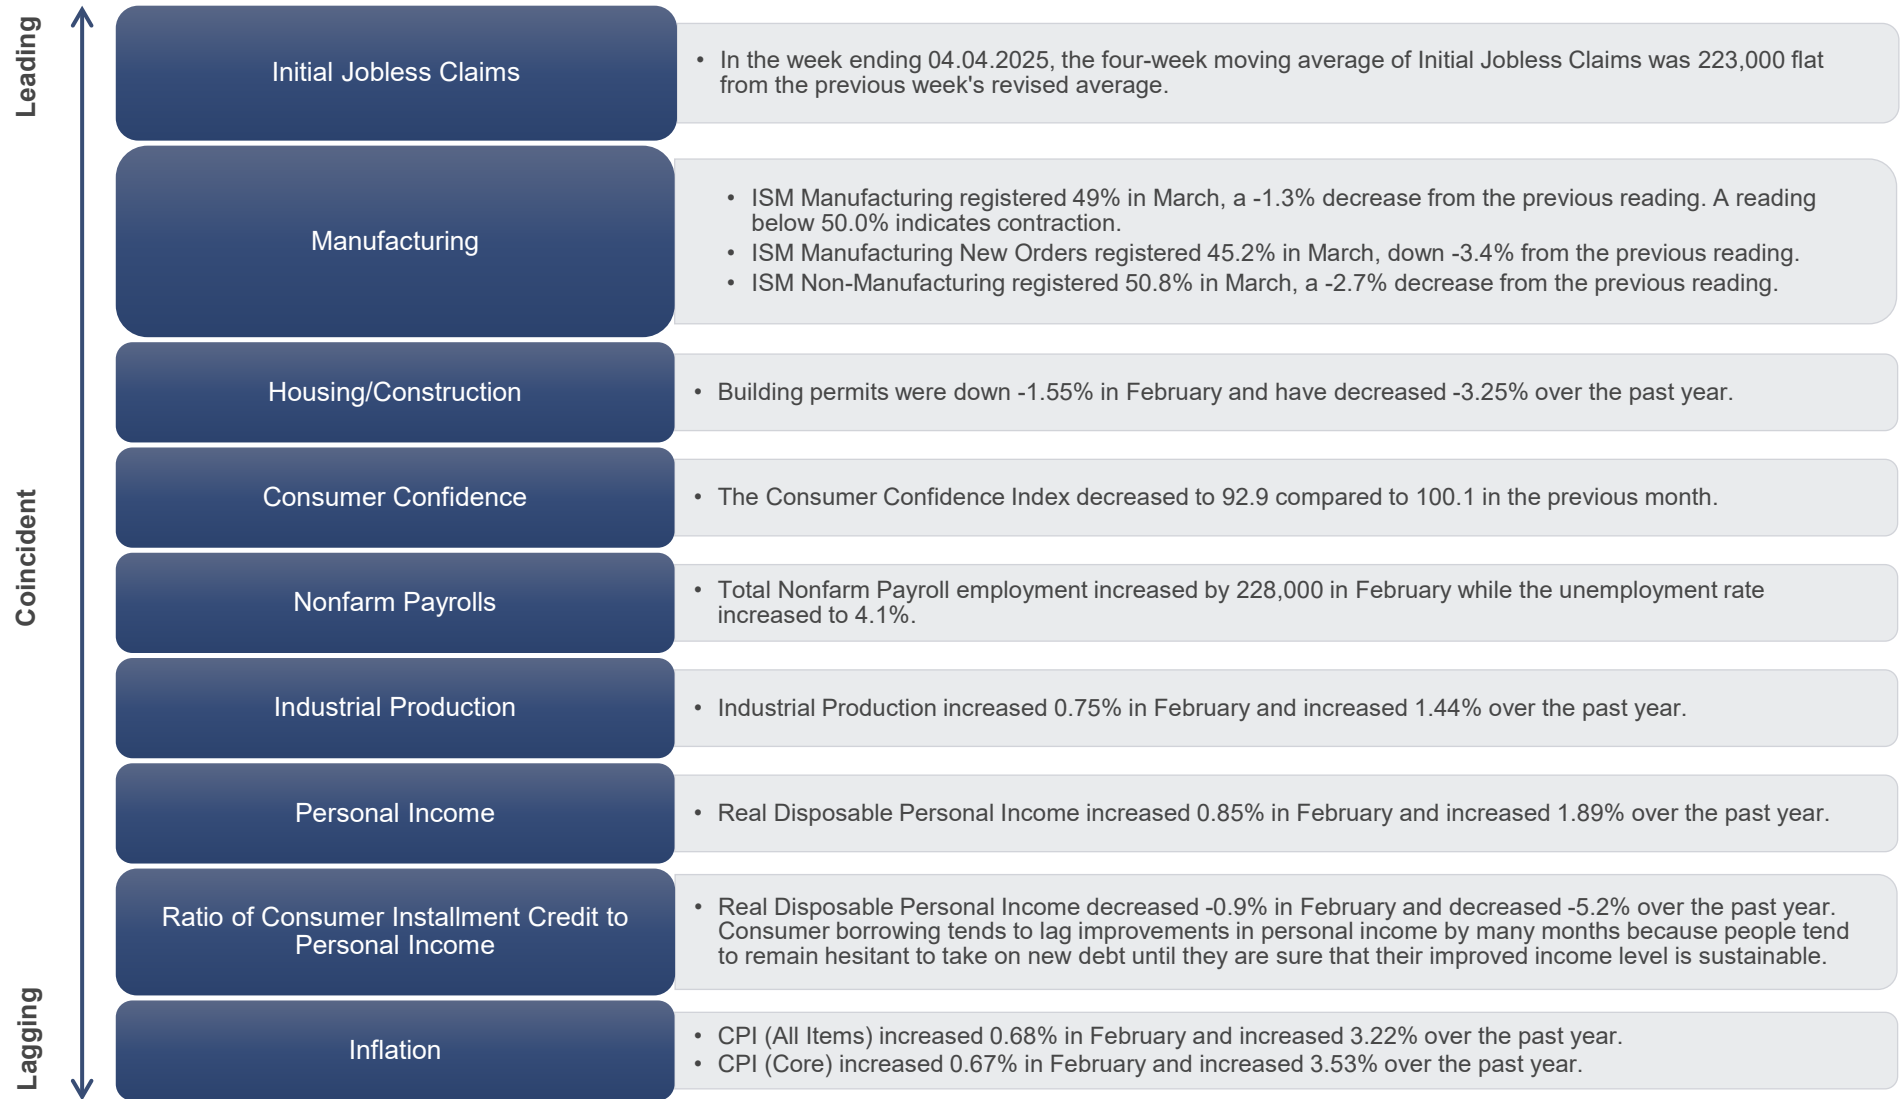 Leading
Initial Jobless Claims
• In the week ending 04.04.2025, the four-week moving average of Initial Jobless Claims was 223,000 flat
from the previous week's revised average.
Manufacturing
• ISM Manufacturing registered 49% in March, a -1.3% decrease from the previous reading. A reading
below 50.0% indicates contraction.
• ISM Manufacturing New Orders registered 45.2% in March, down -3.4% from the previous reading.
• ISM Non-Manufacturing registered 50.8% in March, a -2.7% decrease from the previous reading.
Housing/Construction
• Building permits were down -1.55% in February and have decreased -3.25% over the past year.
Coincident
Consumer Confidence
• The Consumer Confidence Index decreased to 92.9 compared to 100.1 in the previous month.
Nonfarm Payrolls
• Total Nonfarm Payroll employment increased by 228,000 in February while the unemployment rate
increased to 4.1%.
Industrial Production
• Industrial Production increased 0.75% in February and increased 1.44% over the past year.
Personal Income
• Real Disposable Personal Income increased 0.85% in February and increased 1.89% over the past year.
Ratio of Consumer Installment Credit to
Personal Income
• Real Disposable Personal Income decreased -0.9% in February and decreased -5.2% over the past year.
Consumer borrowing tends to lag improvements in personal income by many months because people tend
to remain hesitant to take on new debt until they are sure that their improved income level is sustainable.
Lagging
Inflation
• CPI (All Items) increased 0.68% in February and increased 3.22% over the past year.
• CPI (Core) increased 0.67% in February and increased 3.53% over the past year.